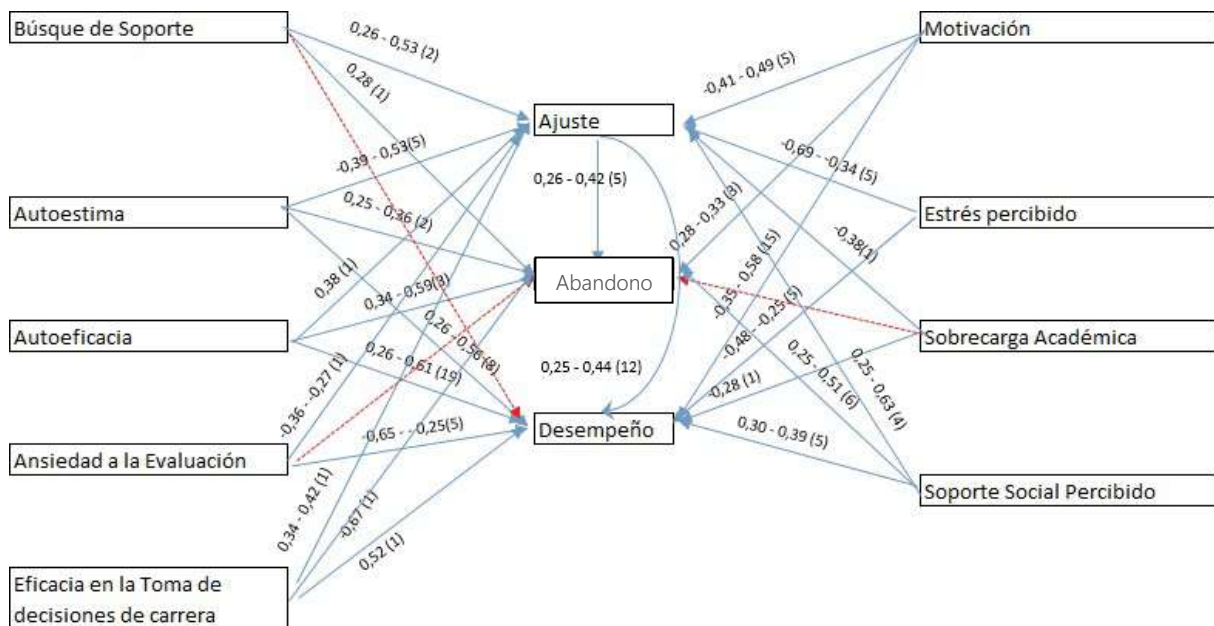 Búsque de Soporte
Motivación
0,26 - 0,53 (2)
0,28 (1)
-0,41 - 0,49 (5)
Ajuste
-0,39 - 0,53(5)
-0,69 - -0,34 (5)
0,26 - 0,42 (5)
Autoestima
Estrés percibido
0,25 - 0,36 (2)
0,28 - 0,33 (3)
-0,38(1)
0,38 (1)
Abandono
0,34 - 0,59(3)
-0,35 - 0,58 (15)
Autoeficacia
Sobrecarga Académica
0,26 - 0,56 (8)
-0,48 - -0,25(5)
0,26 - 0,61 (19)
0,25 - 0,44 (12)
0,25 - 0,51 (6)
0,25 - 0,63 (4)
-0,28 (1)
-0,36 - -0,27 (1)
Desempeño
-0,65 - -0,25(5)
0,30 - 0,39 (5)
Ansiedad a la Evaluación
Soporte Social Percibido
0,34 - 0,42 (1)
-0,67 (1)
0,52 (1)
Eficacia en la Toma de
decisiones de carrera